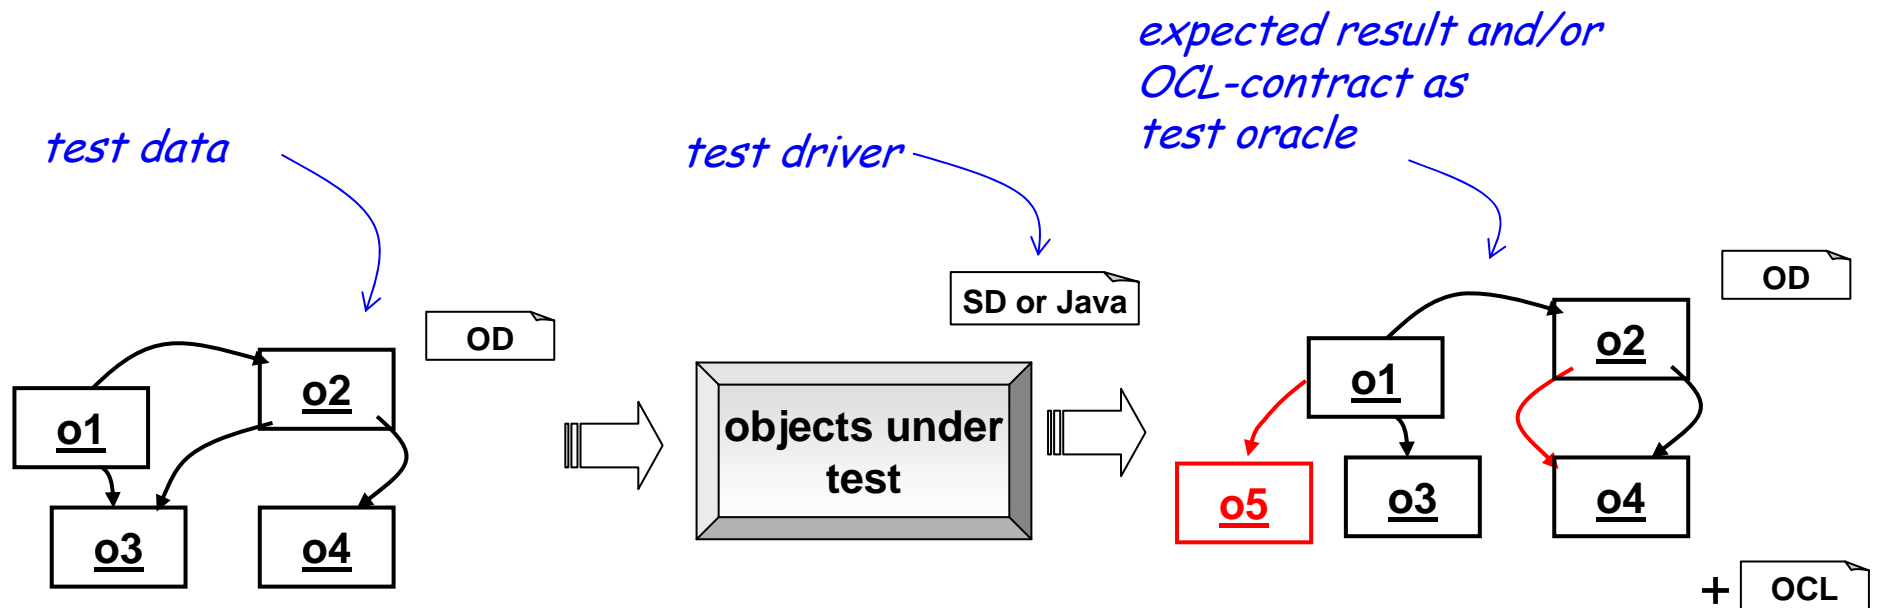 expected result and/or
OCL-contract as
test oracle
test data
test driver
OD
SD or Java
OD
o1
o2
o3
o4
objects under
test
o1
o2
o5
o3
o4
+ OCL